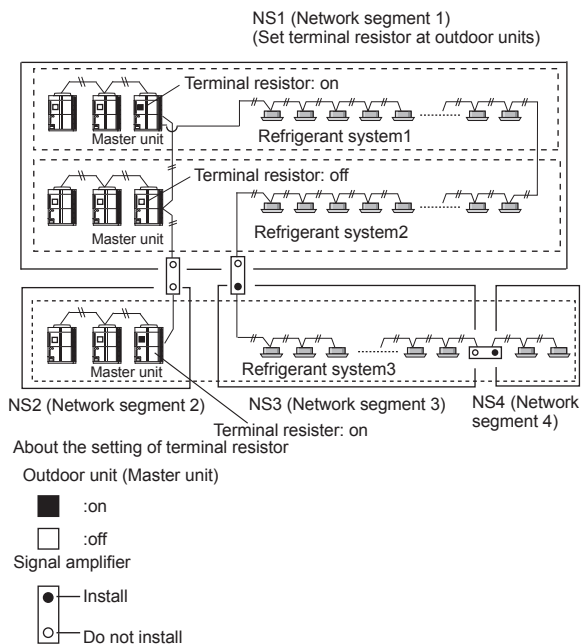 NS1 (Network segment 1)
(Set terminal resistor at outdoor units)
Terminal resistor: on
Master unit
Refrigerant system1
Terminal resistor: off
Master unit
Refrigerant system2
Master unit
Refrigerant system3
NS2 (Network segment 2)
NS3 (Network segment 3)
NS4 (Network
segment 4)
Terminal resister: on
About the setting of terminal resistor
Outdoor unit (Master unit)
:on
:off
Signal amplifier
Install
Do not install